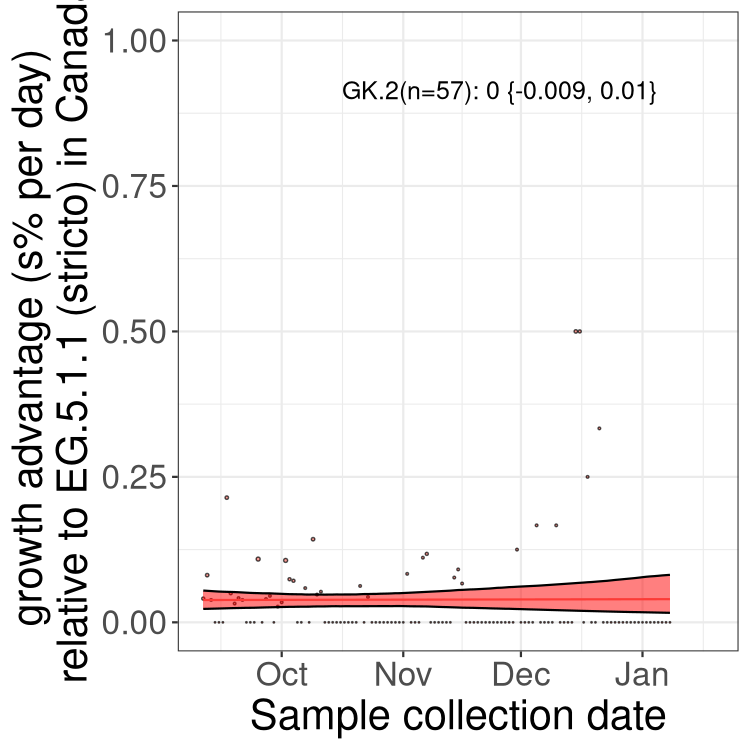 growth advantage (s% per day)
relative to EG.5.1.1 (stricto) in Canada
1.00
GK.2(n=57): 0 {-0.009, 0.01}
0.75
0.50
0.25
0.00
Oct Nov Dec Jan
Sample collection date